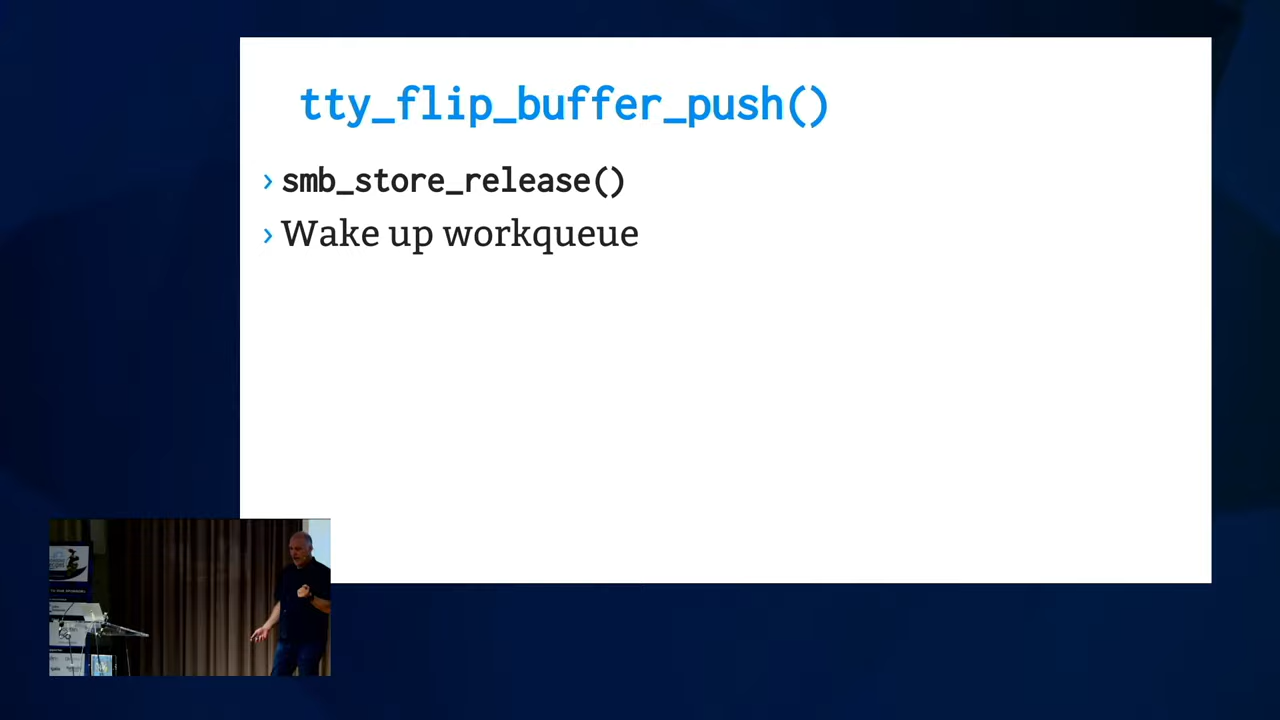 tty_flip_buffer_push()
› smb_store_release()
› Wake up workqueue